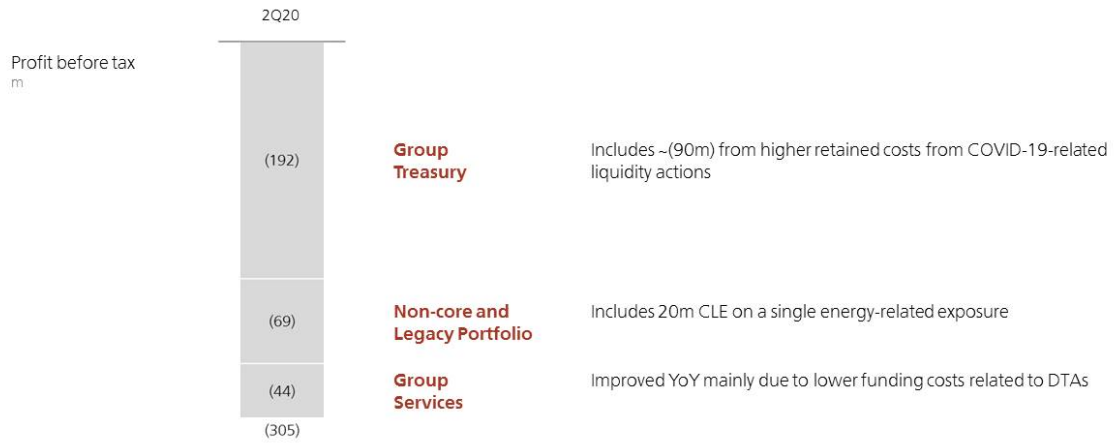 2Q20
Profit before tax
m
(192)
Group
Treasury
Includes ~(90m) from higher retained costs from COVID-19-related
liquidity actions
(69)
Non-core and
Legacy Portfolio
Includes 20m CLE on a single energy-related exposure
(44)
Group
Services
Improved YoY mainly due to lower funding costs related to DTAs
(305)